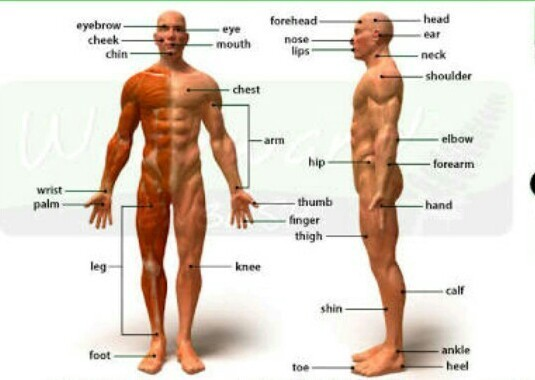 eyebrow
eye
cheek
mouth
chin
chest
arm
wrist
palm
thumb
finger
leg
knee
foot
forehead
head
nose
ear
lips
neck
shoulder
elbow
hip
forearm
hand
thigh
calf
shin
ankle
toe
heel